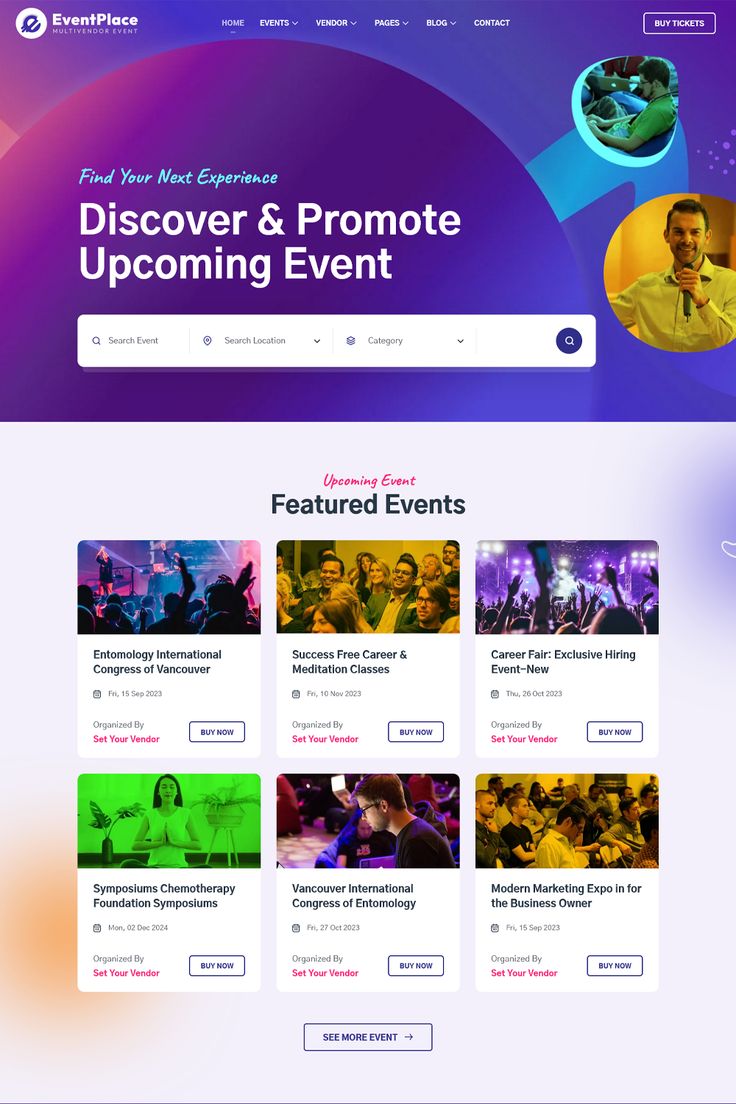 EventPlace
MULTIVENDOR EVENT
HOME
EVENTS
VENDOR
PAGES
BLOG
CONTACT
BUY TICKETS
Find Your Next Experience
Discover & Promote
Upcoming Event
Search Event
Search Location
Category
Upcoming Event
Featured Events
Entomology International
Congress of Vancouver
Fri, 15 Sep 2023
Organized By
Set Your Vendor
BUY NOW
Success Free Career &
Meditation Classes
Fri, 10 Nov 2023
Organized By
Set Your Vendor
BUY NOW
Career Fair: Exclusive Hiring
Event-New
Thu, 26 Oct 2023
Organized By
Set Your Vendor
BUY NOW
Symposiums Chemotherapy
Foundation Symposiums
Mon, 02 Dec 2024
Organized By
Set Your Vendor
BUY NOW
Vancouver International
Congress of Entomology
Fri, 27 Oct 2023
Organized By
Set Your Vendor
BUY NOW
Modern Marketing Expo in for
the Business Owner
Fri, 15 Sep 2023
Organized By
Set Your Vendor
BUY NOW
SEE MORE EVENT